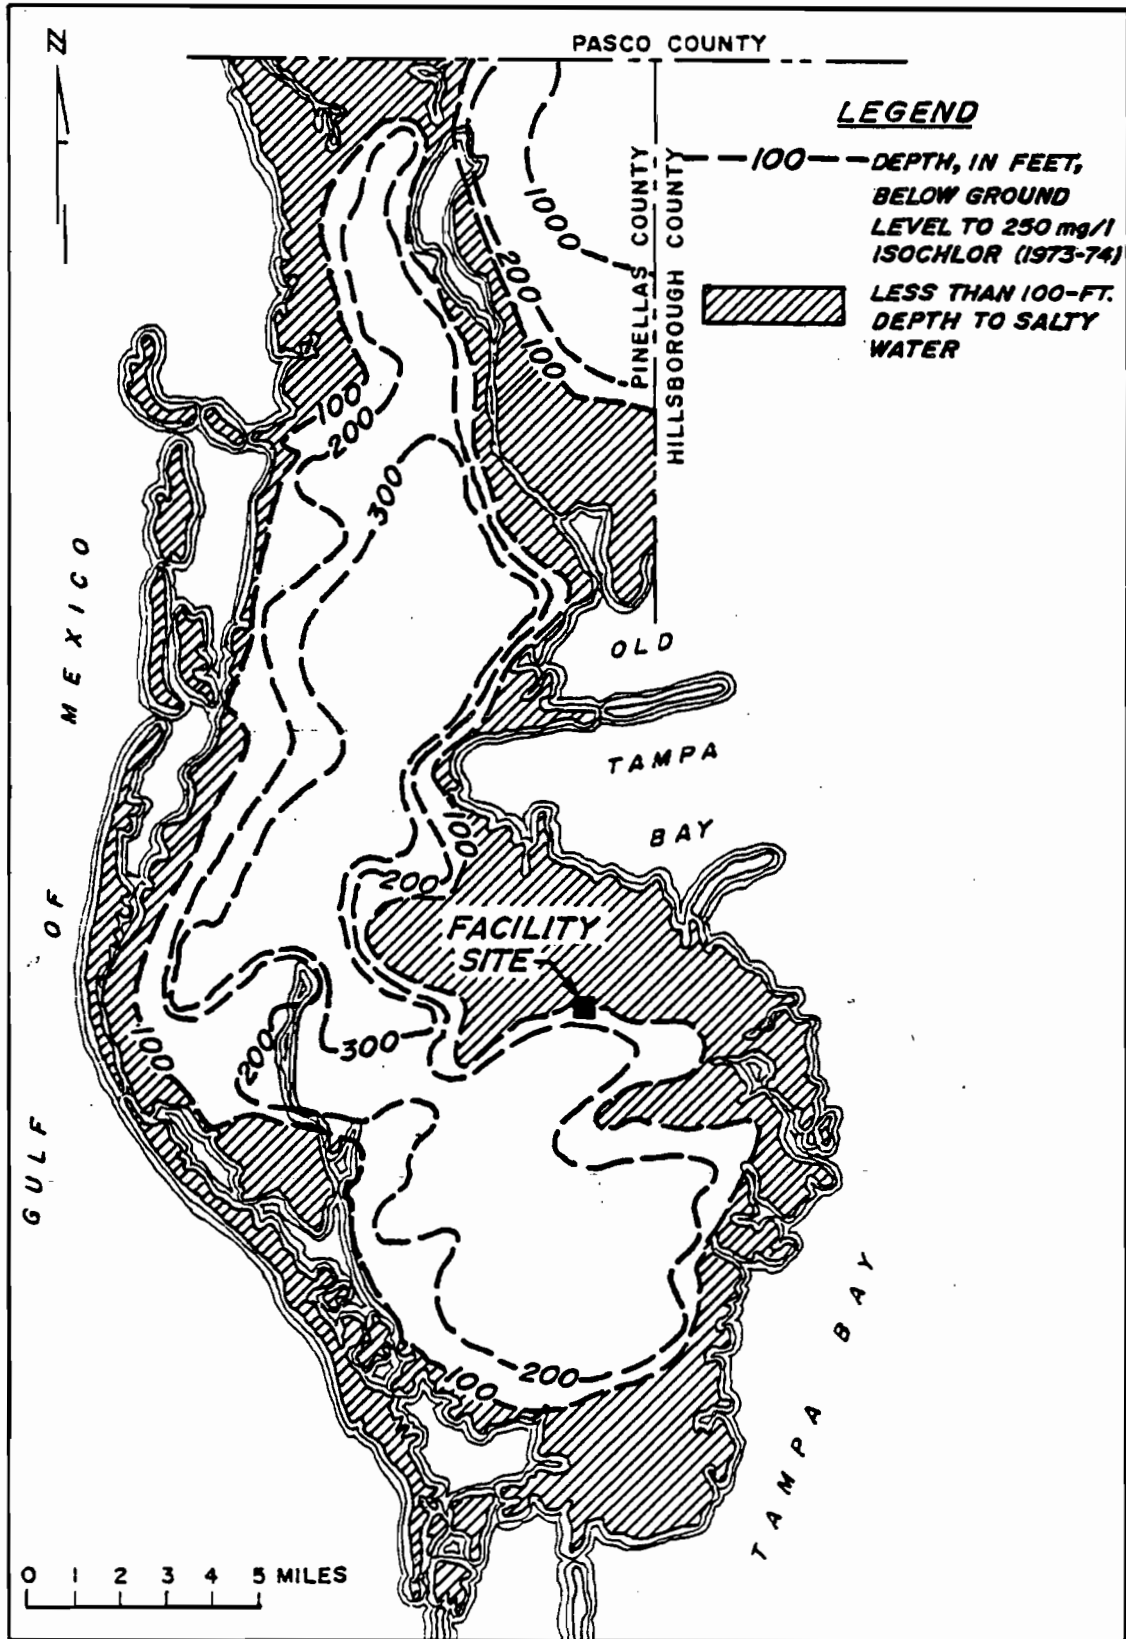 N
PASCO COUNTY
LEGEND
100
DEPTH, IN FEET,
BELOW GROUND
LEVEL TO 250 mg/l
ISOCHLOR (1973-74)
LESS THAN 100-FT.
DEPTH TO SALTY
WATER
PINELLAS COUNTY
HILLSBOROUGH COUNTY
1000
200
100
100
200
300
GULF OF MEXICO
OLD
TAMPA
BAY
100
200
FACILITY
SITE
100
200
300
200
100
TAMPA BAY
0 1 2 3 4 5 MILES